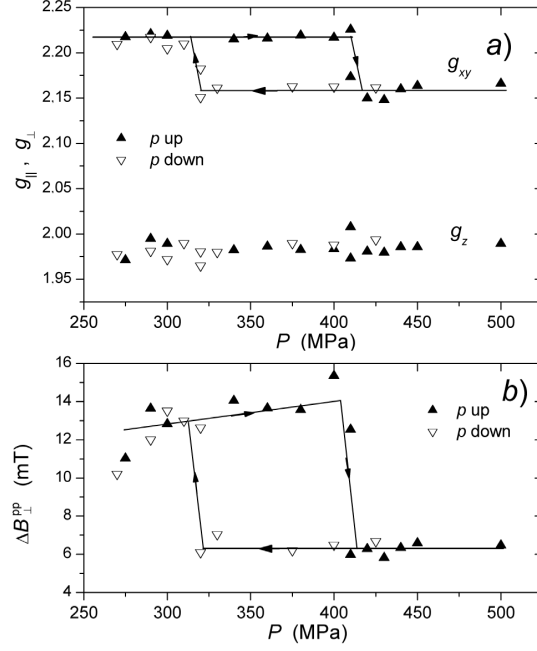 2.25
2.20
2.15
2.10
2.05
2.00
1.95
g|| , g⊥
a)
gxy
▲ p up
▽ p down
gz
250 300 350 400 450 500
P (MPa)
16
14
12
10
8
6
4
ΔB⊥pp (mT)
b)
▲ p up
▽ p down
250 300 350 400 450 500
P (MPa)